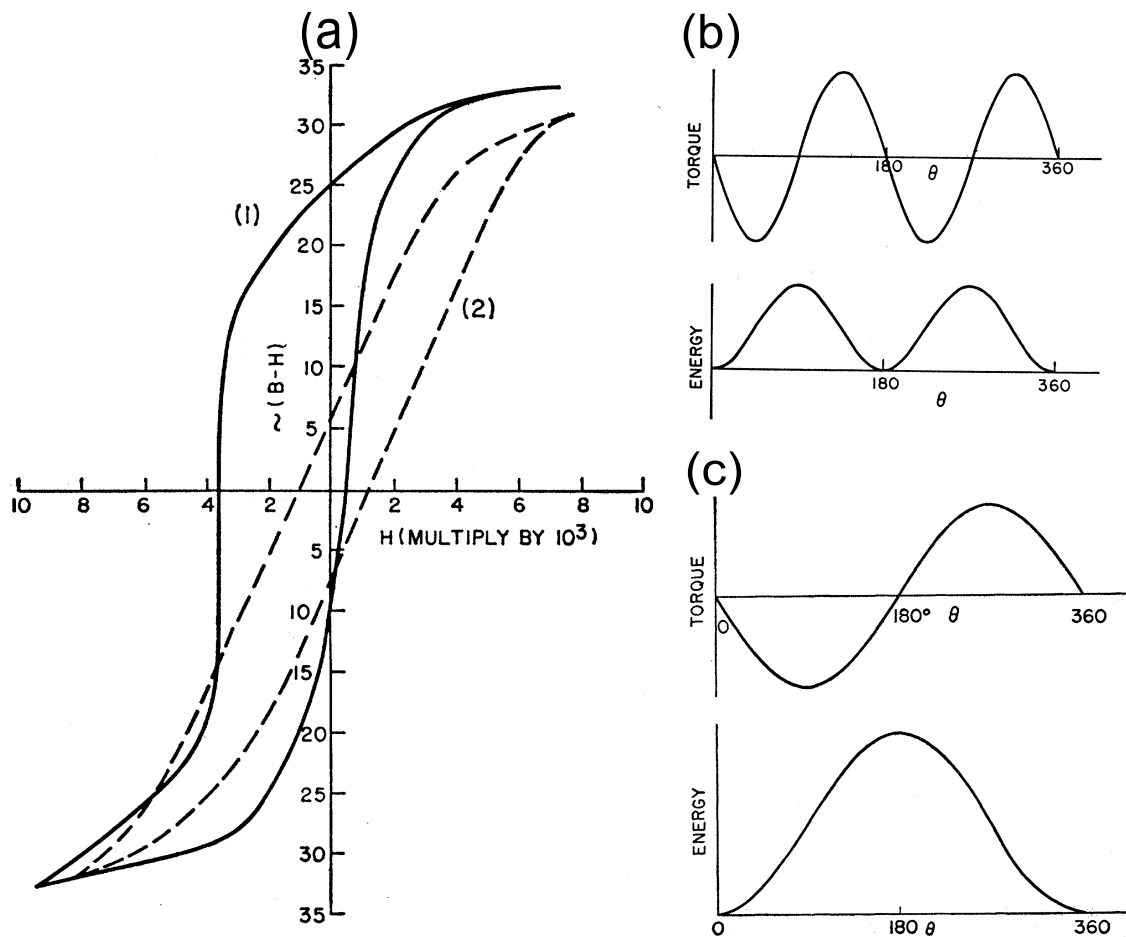 (a)
35
30
25
20
15
10
5
(1)
(2)
~(B-H)
10 8 6 4 2 0 2 4 6 8 10
H (MULTIPLY BY 10³)
5
10
15
20
25
30
35
(b)
TORQUE
180 θ 360
ENERGY
180 360
θ
(c)
TORQUE
0 180° θ 360
ENERGY
0 180 θ 360